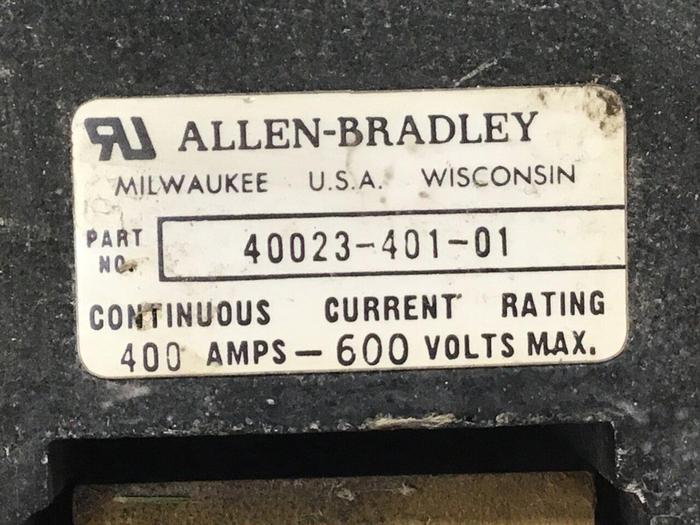 ALLEN-BRADLEY
MILWAUKEE U.S.A. WISCONSIN
PART NO. 40023-401-01
CONTINUOUS CURRENT RATING
400 AMPS - 600 VOLTS MAX.